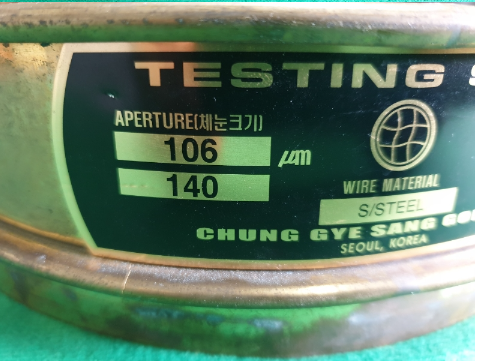 TESTING
APERTURE(체눈크기)
106 μm
140
WIRE MATERIAL
S/STEEL
CHUNG GYE SANG
SEOUL, KOREA